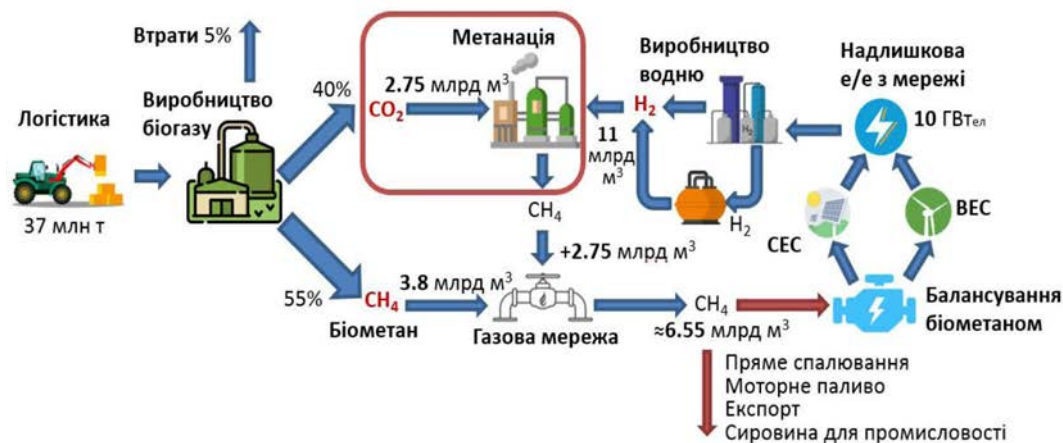 Втрати 5%
Логістика
37 млн т
Виробництво
біогазу
40%
55%
Метанація
2.75 млрд м³
CO₂
CH₄
+2.75 млрд м³
H₂
11
млрд
м³
Виробництво
водню
H₂
H₂
Надлишкова
е/е з мережі
10 ГВтел
СЕС
ВЕС
Балансування
біометаном
CH₄
Біометан
3.8 млрд м³
Газова мережа
CH₄
≈6.55 млрд м³
Пряме спалювання
Моторне паливо
Експорт
Сировина для промисловості